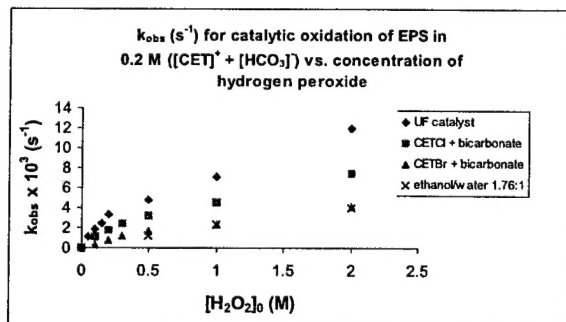 k_obs (s⁻¹) for catalytic oxidation of EPS in
0.2 M ([CET]⁺ + [HCO₃]⁻) vs. concentration of
hydrogen peroxide
k_obs x 10³ (s⁻¹)
14
12
10
8
6
4
2
0
0
0.5
1
1.5
2
2.5
[H₂O₂]₀ (M)
UF catalyst
CETCl + bicarbonate
CETBr + bicarbonate
ethanol/water 1.76:1